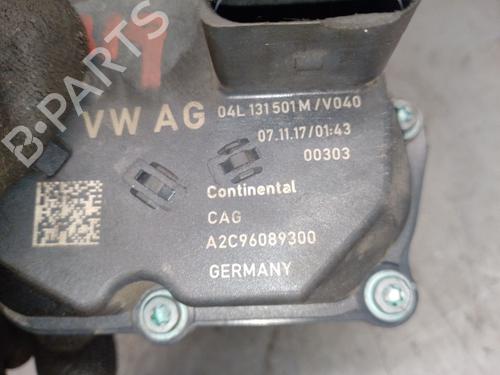 VW AG 04L 131 501 M /V040
07.11.17/01:43
00303
Continental
CAG
A2C96089300
GERMANY
B-PARTS